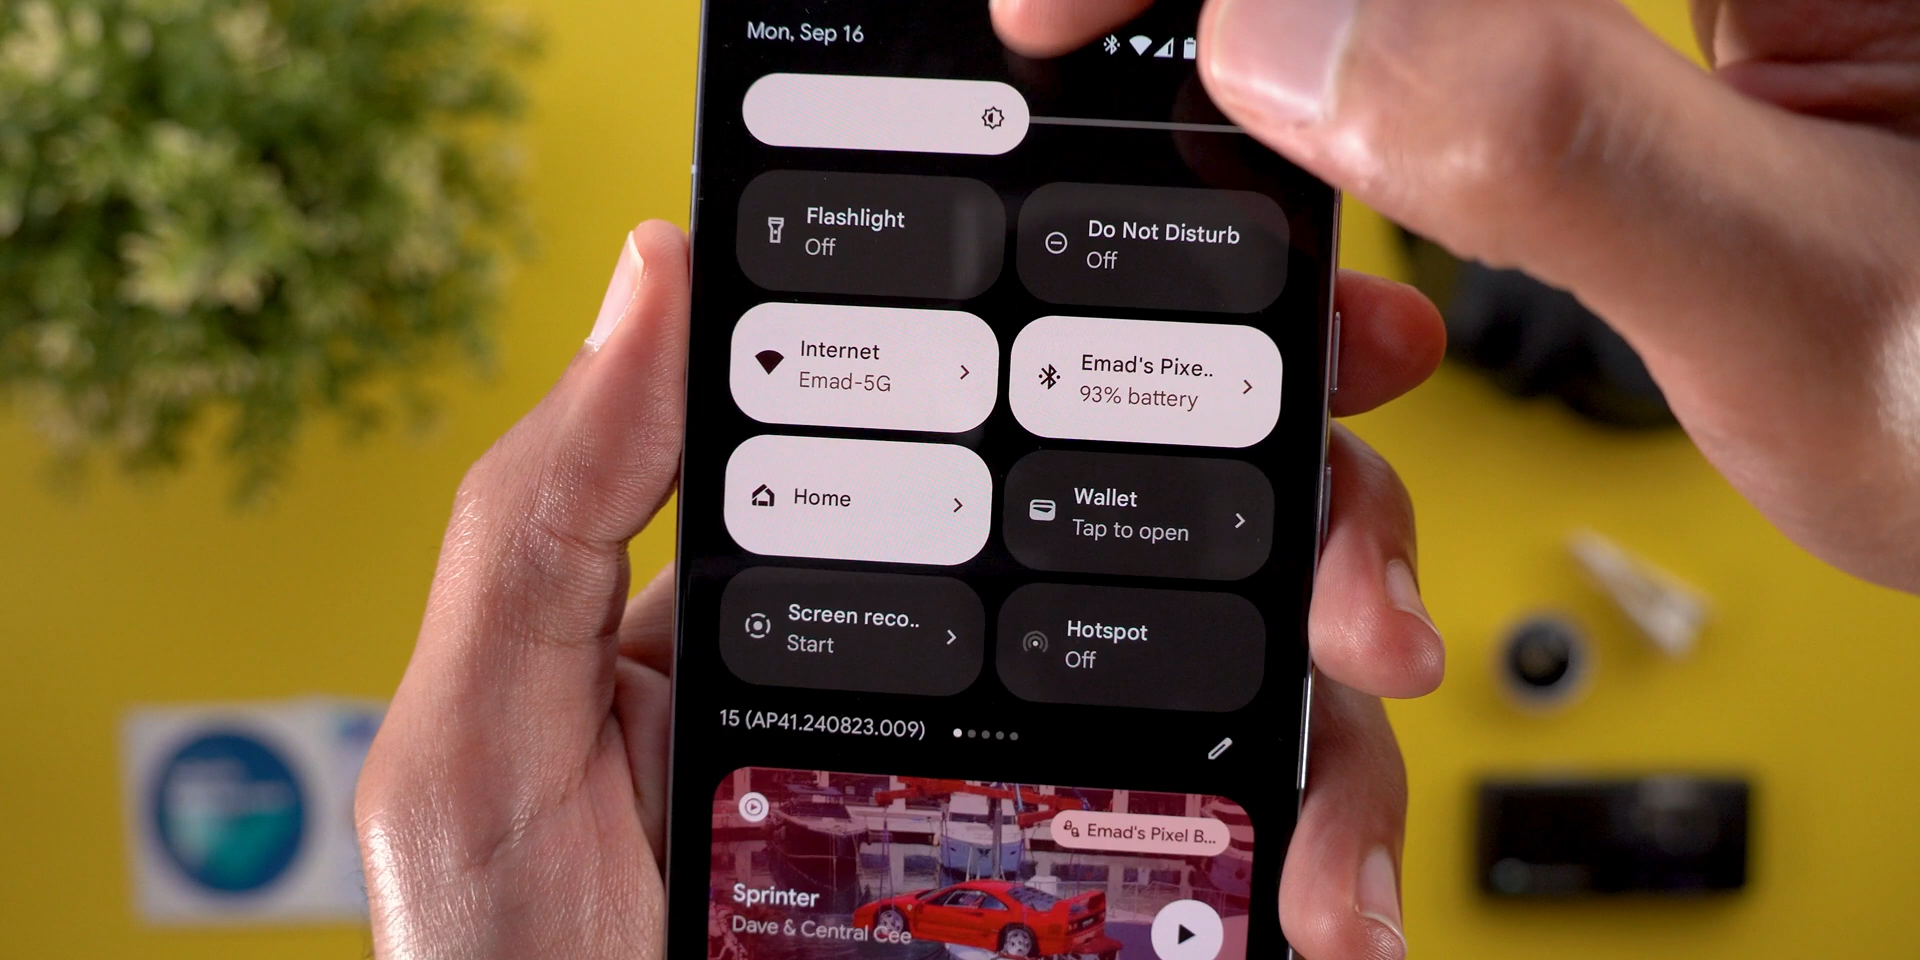 Mon, Sep 16
Flashlight
Off
Do Not Disturb
Off
Internet
Emad-5G
Emad's Pixe..
93% battery
Home
Wallet
Tap to open
Screen reco..
Start
Hotspot
Off
15 (AP41.240823.009)
Emad's Pixel B...
Sprinter
Dave & Central Cee